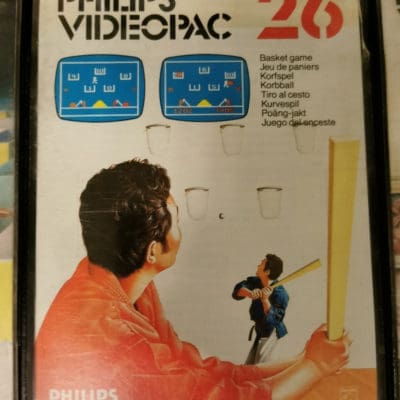 PHILIPS
VIDEOPAC 26
Basket game
Jeu de paniers
Korfspel
Korbball
Tiro al cesto
Kurvespil
Poäng-jakt
Juego del enceste
PHILIPS